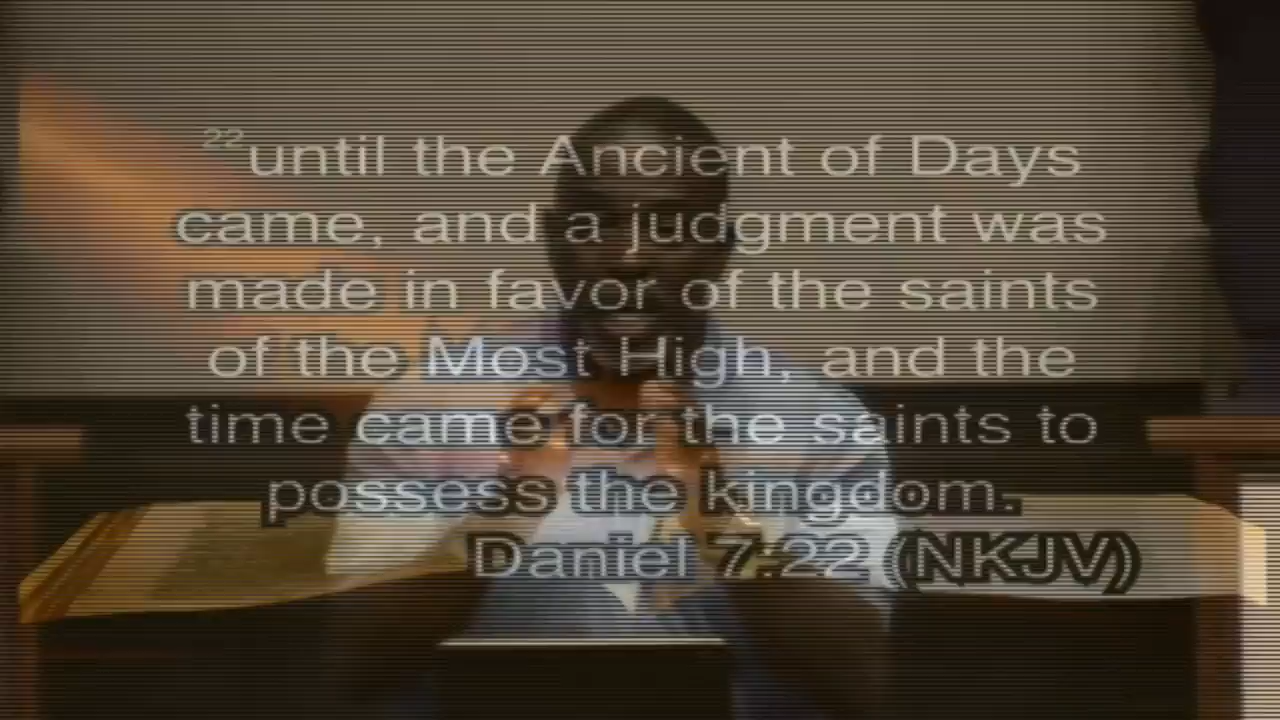 22until the Ancient of Days
came, and a judgment was
made in favor of the saints
of the Most High, and the
time came for the saints to
possess the kingdom.
Daniel 7:22 (NKJV)